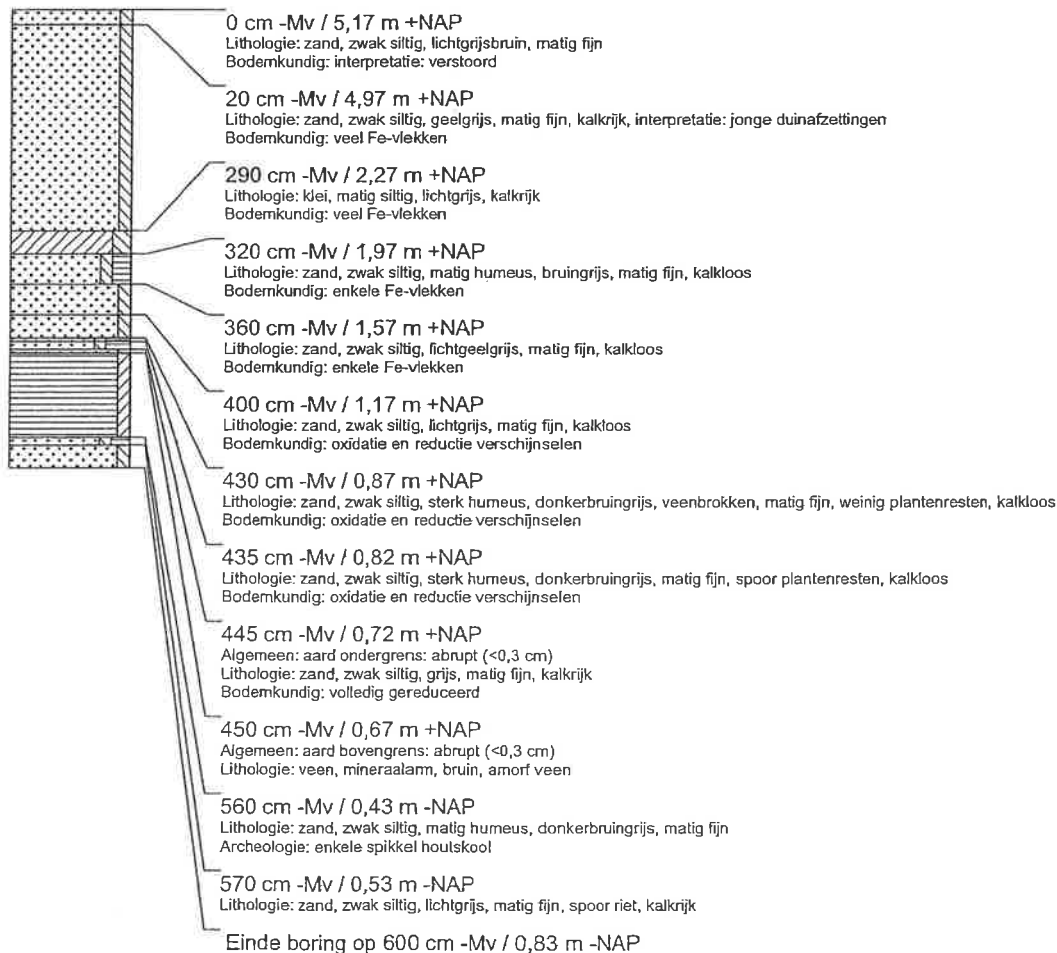 0 cm -Mv / 5,17 m +NAP
Lithologie: zand, zwak siltig, lichtgrijsbruin, matig fijn
Bodemkundig: interpretatie: verstoord
20 cm -Mv / 4,97 m +NAP
Lithologie: zand, zwak siltig, geelgrijs, matig fijn, kalkrijk, interpretatie: jonge duinafzettingen
Bodemkundig: veel Fe-vlekken
290 cm -Mv / 2,27 m +NAP
Lithologie: klei, matig siltig, lichtgrijs, kalkrijk
Bodemkundig: veel Fe-vlekken
320 cm -Mv / 1,97 m +NAP
Lithologie: zand, zwak siltig, matig humeus, bruingrijs, matig fijn, kalkloos
Bodemkundig: enkele Fe-vlekken
360 cm -Mv / 1,57 m +NAP
Lithologie: zand, zwak siltig, lichtgeelgrijs, matig fijn, kalkloos
Bodemkundig: enkele Fe-vlekken
400 cm -Mv / 1,17 m +NAP
Lithologie: zand, zwak siltig, lichtgrijs, matig fijn, kalkloos
Bodemkundig: oxidatie en reductie verschijnselen
430 cm -Mv / 0,87 m +NAP
Lithologie: zand, zwak siltig, sterk humeus, donkerbruingrijs, veenbrokken, matig fijn, weinig plantenresten, kalkloos
Bodemkundig: oxidatie en reductie verschijnselen
435 cm -Mv / 0,82 m +NAP
Lithologie: zand, zwak siltig, sterk humeus, donkerbruingrijs, matig fijn, spoor plantenresten, kalkloos
Bodemkundig: oxidatie en reductie verschijnselen
445 cm -Mv / 0,72 m +NAP
Algemeen: aard ondergrens: abrupt (<0,3 cm)
Lithologie: zand, zwak siltig, grijs, matig fijn, kalkrijk
Bodemkundig: volledig gereduceerd
450 cm -Mv / 0,67 m +NAP
Algemeen: aard bovengrens: abrupt (<0,3 cm)
Lithologie: veen, mineraalarm, bruin, amorf veen
560 cm -Mv / 0,43 m -NAP
Lithologie: zand, zwak siltig, matig humeus, donkerbruingrijs, matig fijn
Archeologie: enkele spikkel houtskool
570 cm -Mv / 0,53 m -NAP
Lithologie: zand, zwak siltig, lichtgrijs, matig fijn, spoor riet, kalkrijk
Einde boring op 600 cm -Mv / 0,83 m -NAP